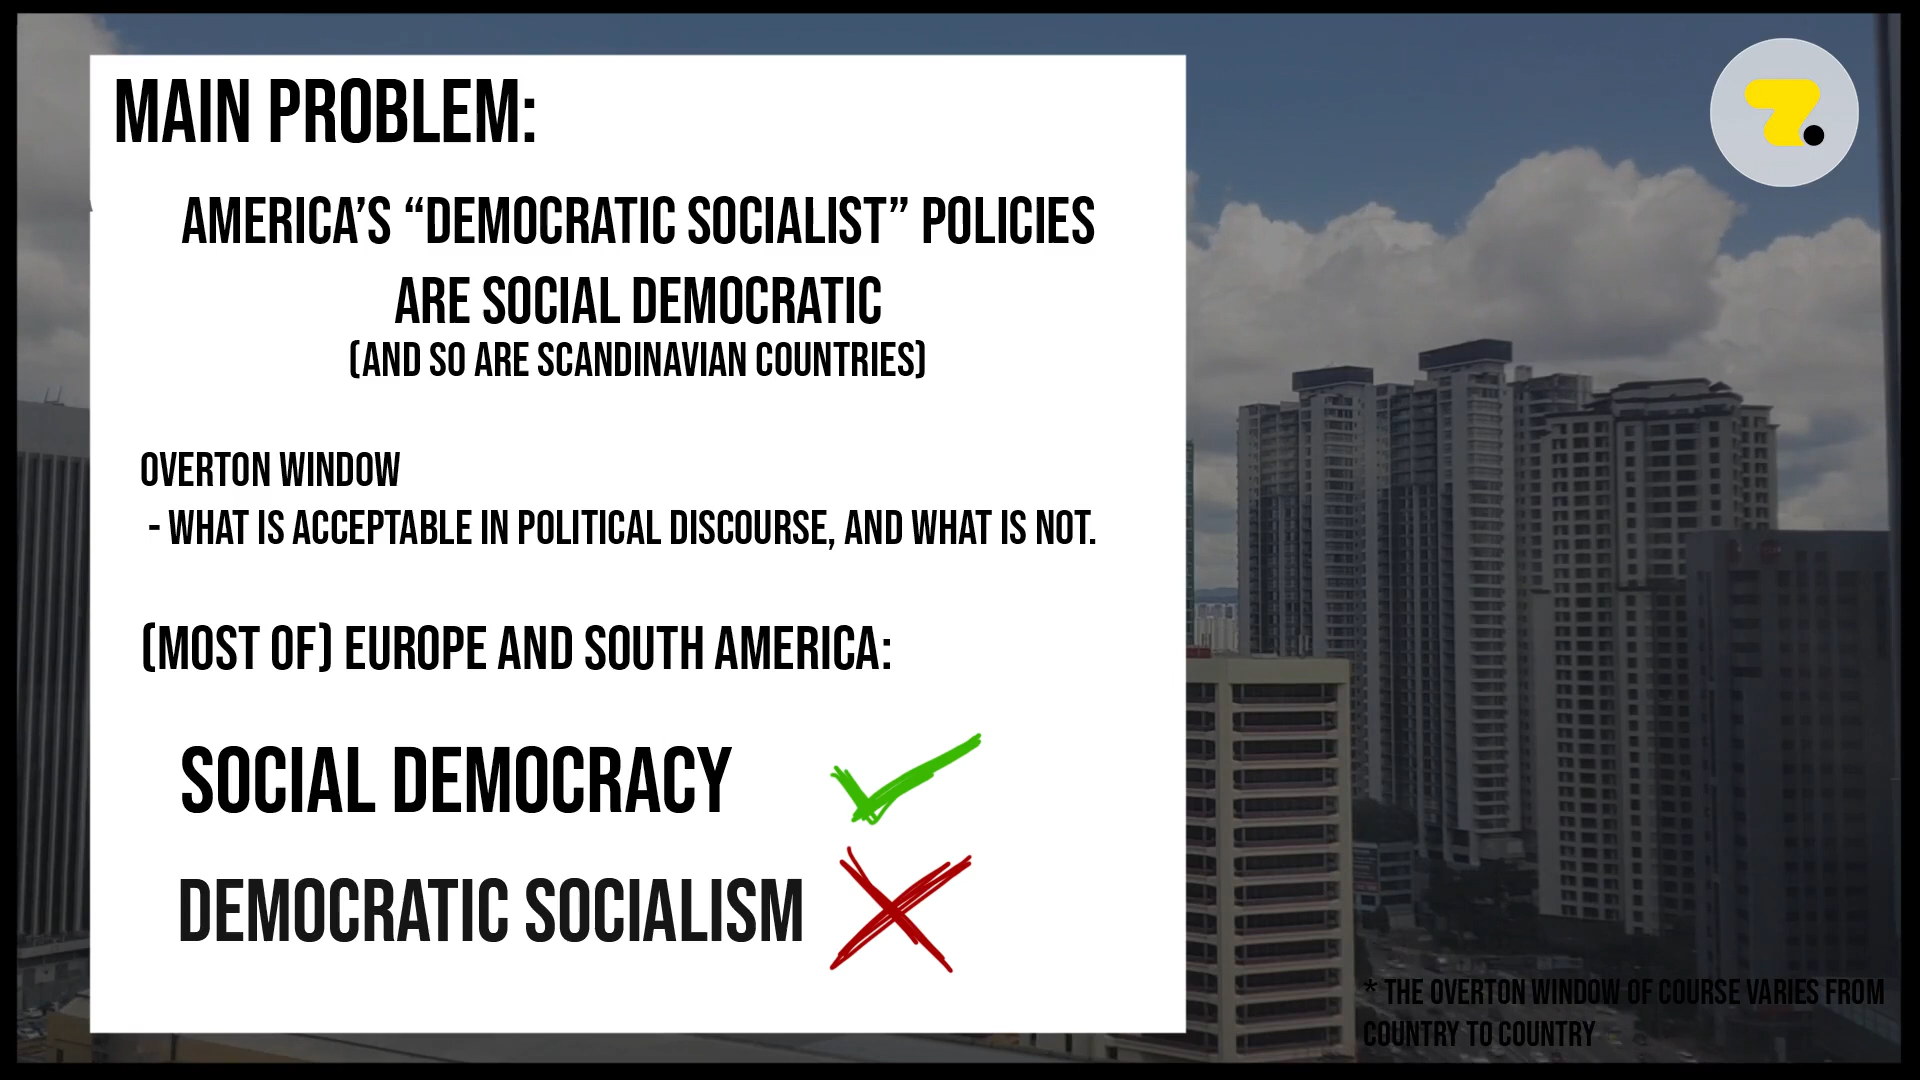 MAIN PROBLEM:
AMERICA’S “DEMOCRATIC SOCIALIST” POLICIES
ARE SOCIAL DEMOCRATIC
(AND SO ARE SCANDINAVIAN COUNTRIES)
OVERTON WINDOW
- WHAT IS ACCEPTABLE IN POLITICAL DISCOURSE, AND WHAT IS NOT.
(MOST OF) EUROPE AND SOUTH AMERICA:
SOCIAL DEMOCRACY
DEMOCRATIC SOCIALISM
* THE OVERTON WINDOW OF COURSE VARIES FROM
COUNTRY TO COUNTRY